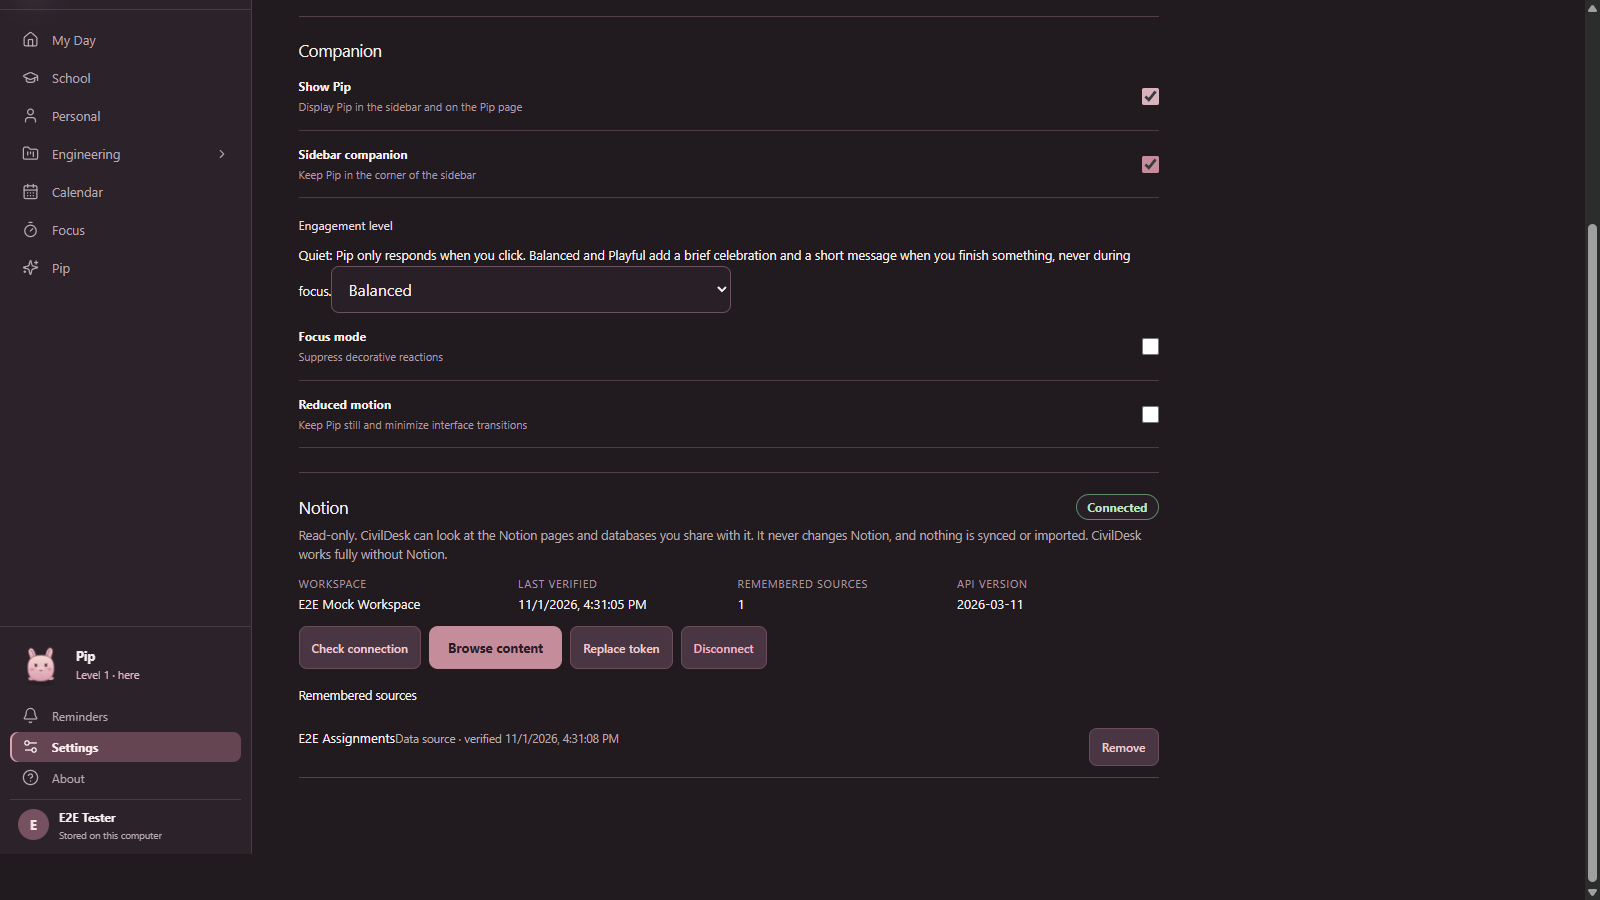 My Day
School
Personal
Engineering
Calendar
Focus
Pip
Pip
Level 1 · here
Reminders
Settings
About
E
E2E Tester
Stored on this computer
Companion
Show Pip
Display Pip in the sidebar and on the Pip page
Sidebar companion
Keep Pip in the corner of the sidebar
Engagement level
Quiet: Pip only responds when you click. Balanced and Playful add a brief celebration and a short message when you finish something, never during
focus. Balanced
Focus mode
Suppress decorative reactions
Reduced motion
Keep Pip still and minimize interface transitions
Notion
Connected
Read-only. CivilDesk can look at the Notion pages and databases you share with it. It never changes Notion, and nothing is synced or imported. CivilDesk
works fully without Notion.
WORKSPACE LAST VERIFIED REMEMBERED SOURCES API VERSION
E2E Mock Workspace 11/1/2026, 4:31:05 PM 1 2026-03-11
Check connection Browse content Replace token Disconnect
Remembered sources
E2E AssignmentsData source · verified 11/1/2026, 4:31:08 PM
Remove